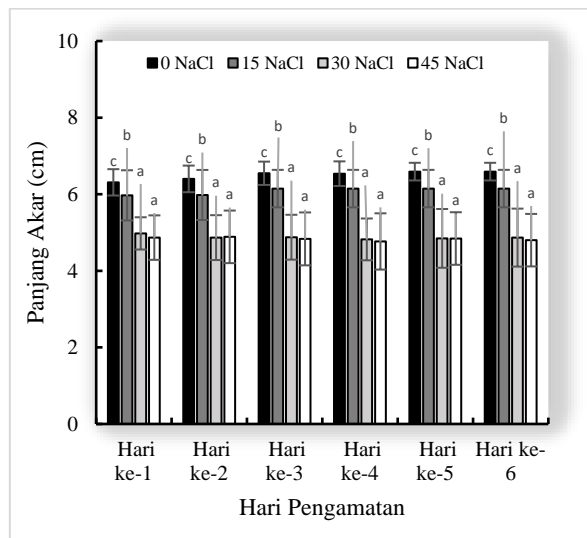 10
8
6
4
2
0
Panjang Akar (cm)
0 NaCl 15 NaCl 30 NaCl 45 NaCl
c b a a
c b a a
c b a a
c b a a
c b a a
c b a a
Hari ke-1
Hari ke-2
Hari ke-3
Hari ke-4
Hari ke-5
Hari ke-6
Hari Pengamatan